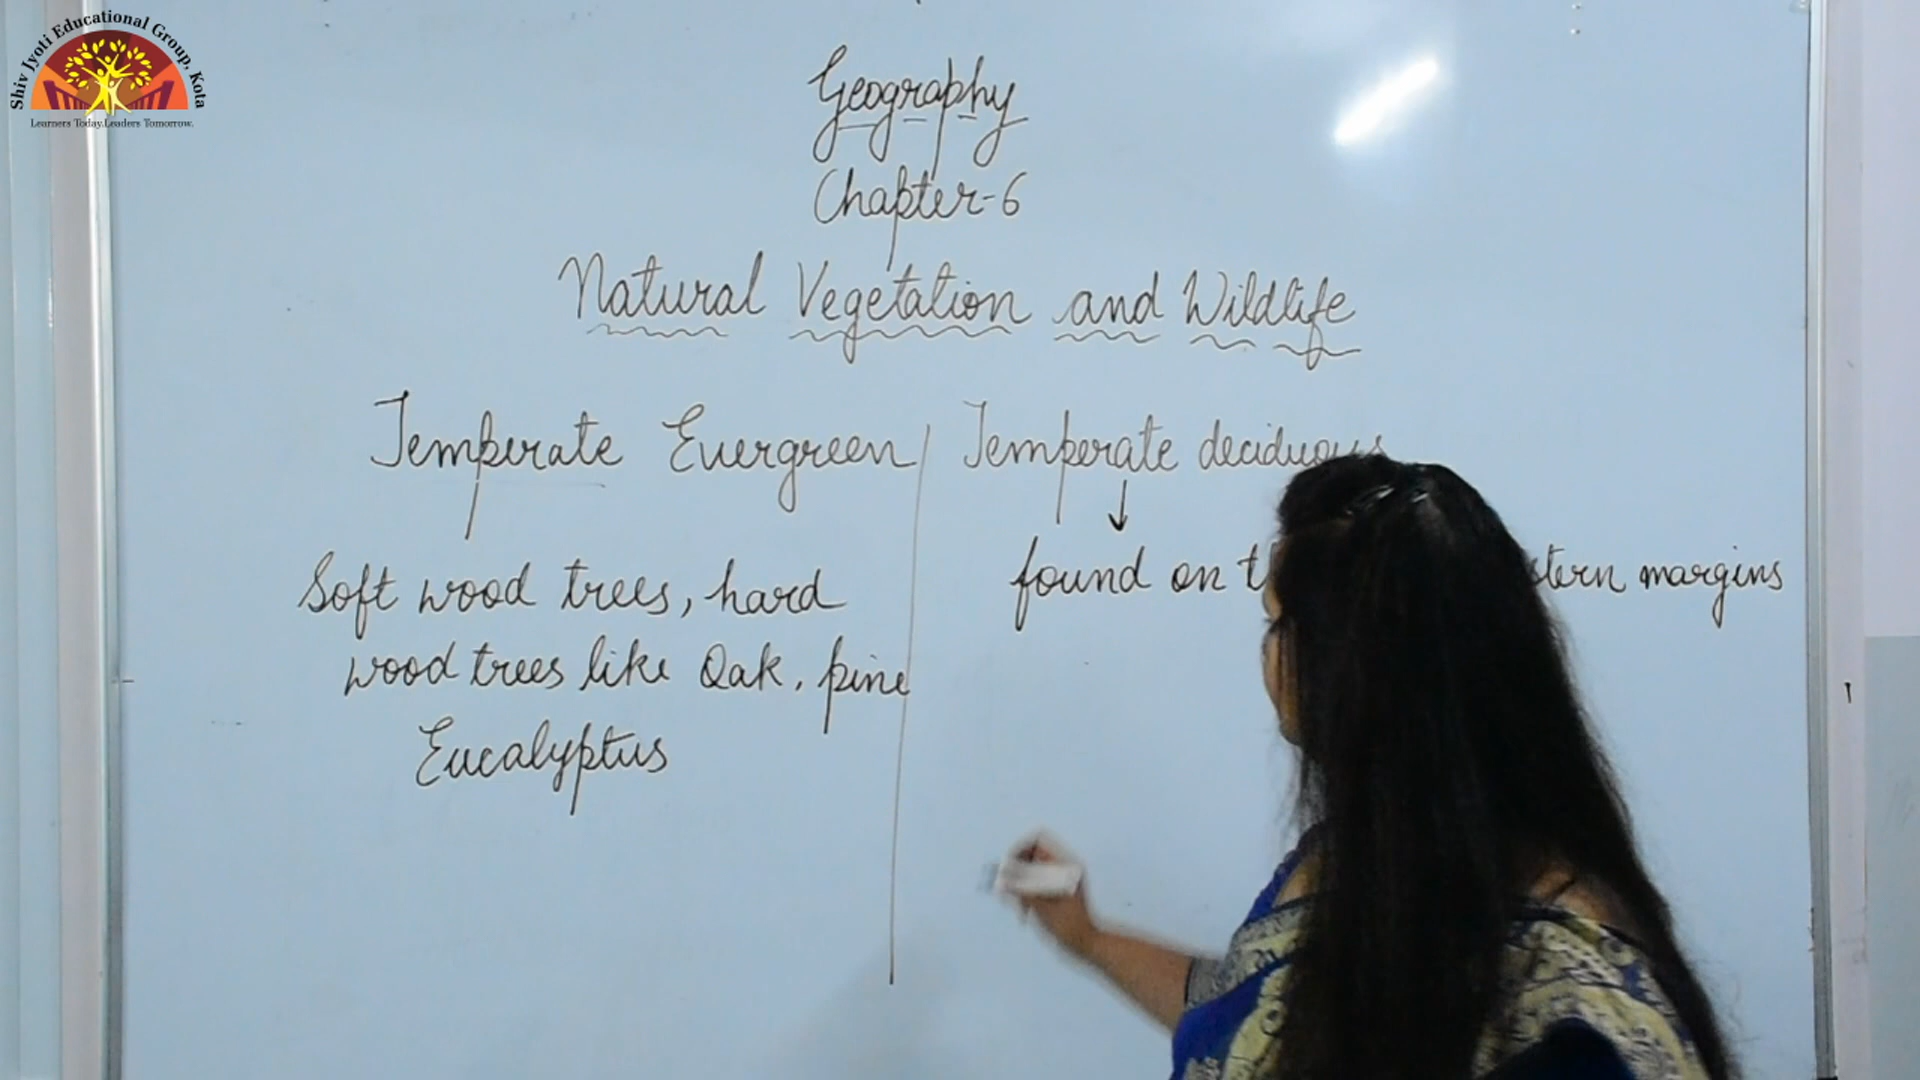 Shiv Jyoti Educational Group, Kota
Learners Today.Leaders Tomorrow.
Geography
Chapter-6
Natural Vegetation and Wildlife
Temperate Evergreen
Soft wood trees, hard
wood trees like Oak, pine
Eucalyptus
Temperate deciduous
found on margins